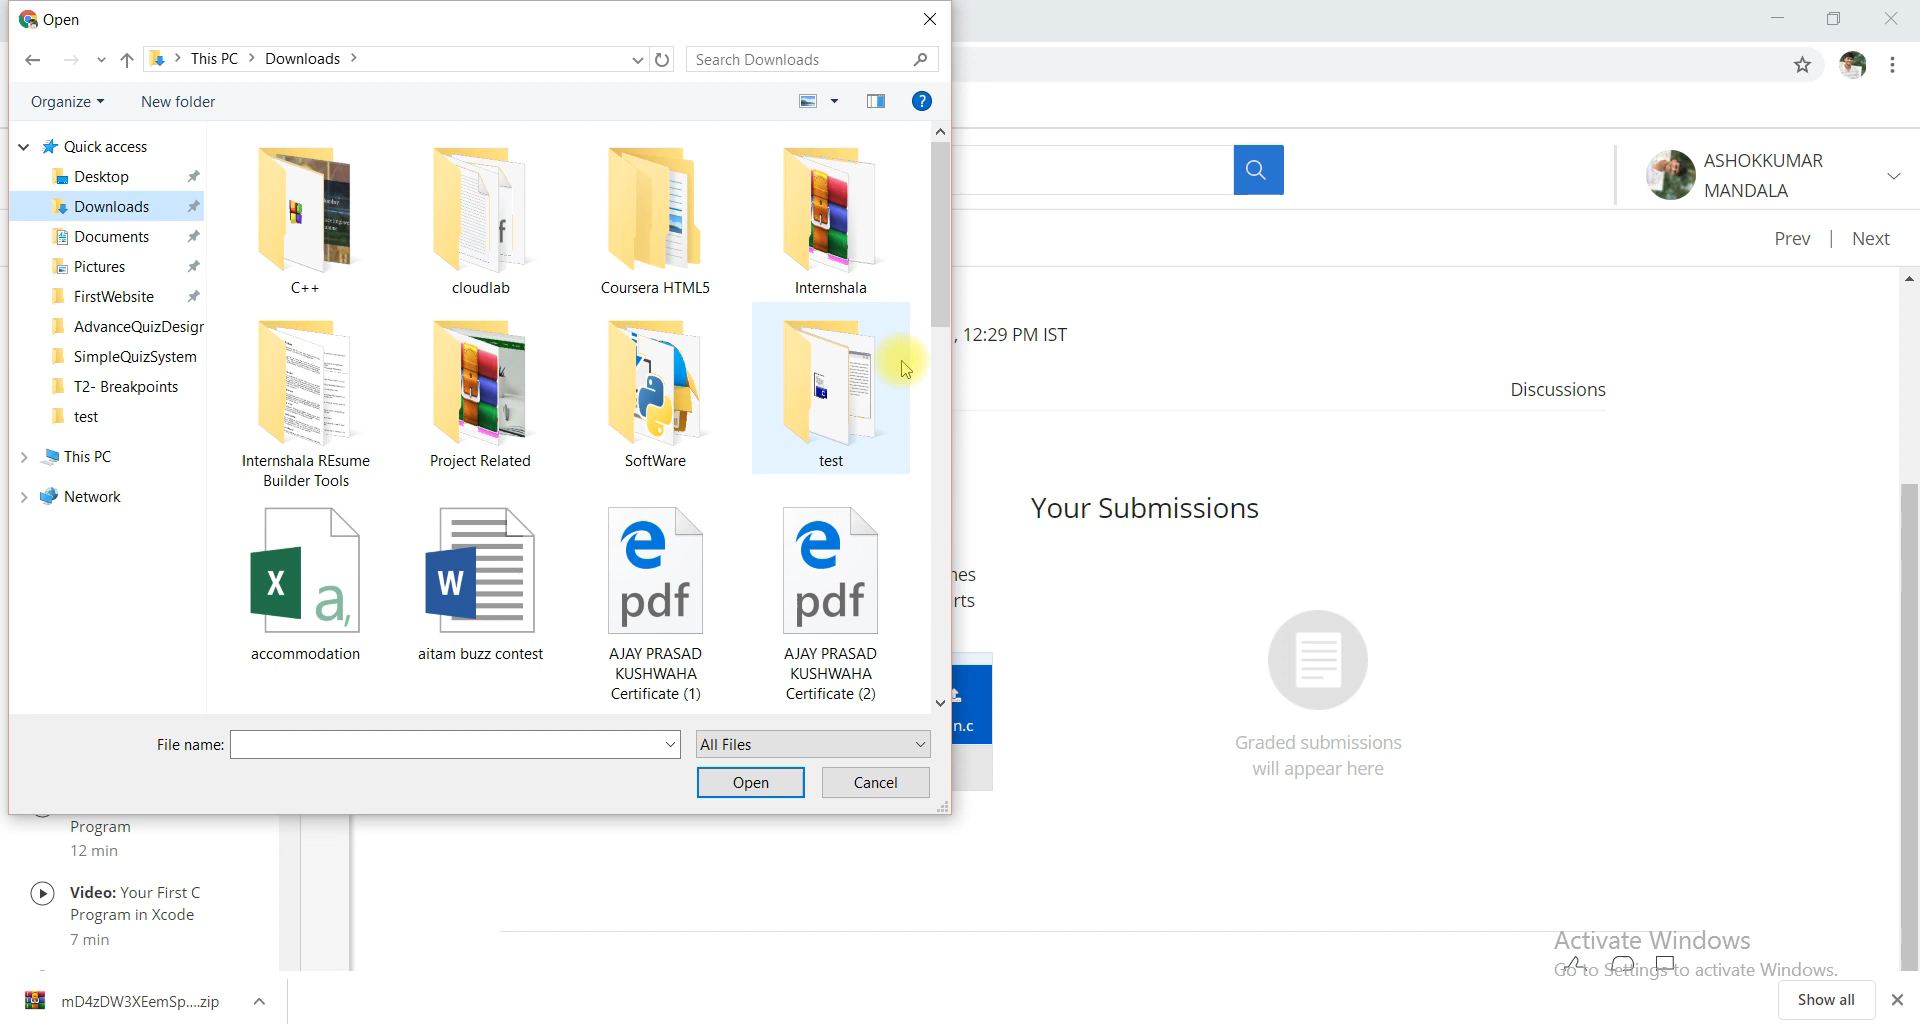 Open
This PC > Downloads >
Search Downloads
Organize
New folder
?
Quick access
Desktop
Downloads
Documents
Pictures
FirstWebsite
AdvanceQuizDesigr
SimpleQuizSystem
T2- Breakpoints
test
This PC
Network
C++
cloudlab
Coursera HTML5
Internshala
Internshala REsume
Builder Tools
Project Related
SoftWare
test
X
a,
W
e
pdf
e
pdf
accommodation
aitam buzz contest
AJAY PRASAD
KUSHWAHA
Certificate (1)
AJAY PRASAD
KUSHWAHA
Certificate (2)
File name:
All Files
Open
Cancel
ASHOKKUMAR
MANDALA
Prev | Next
, 12:29 PM IST
Discussions
Your Submissions
nes
rts
n.c
Graded submissions
will appear here
Program
12 min
Video: Your First C
Program in Xcode
7 min
Activate Windows
Go to Settings to activate Windows.
mD4zDW3XEemSp....zip
Show all